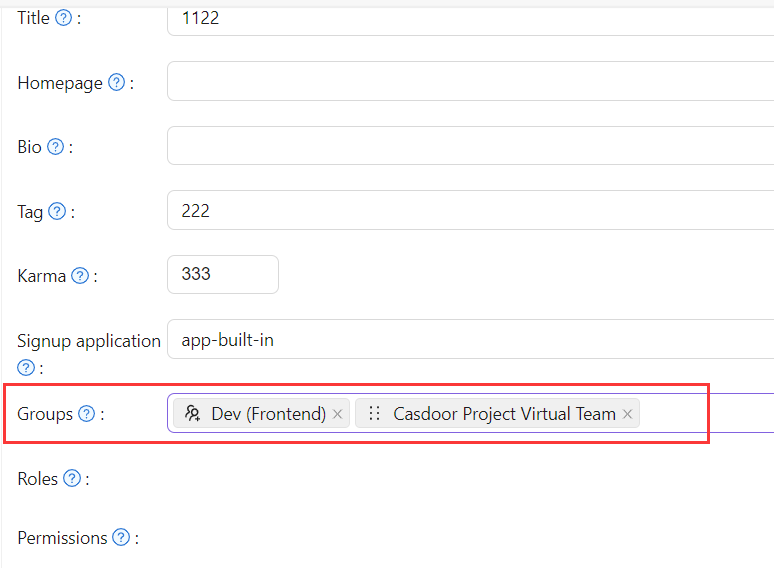 Title ? : 1122
Homepage ? :
Bio ? :
Tag ? : 222
Karma ? : 333
Signup application ? : app-built-in
Groups ? : Dev (Frontend) × Casdoor Project Virtual Team ×
Roles ? :
Permissions ? :